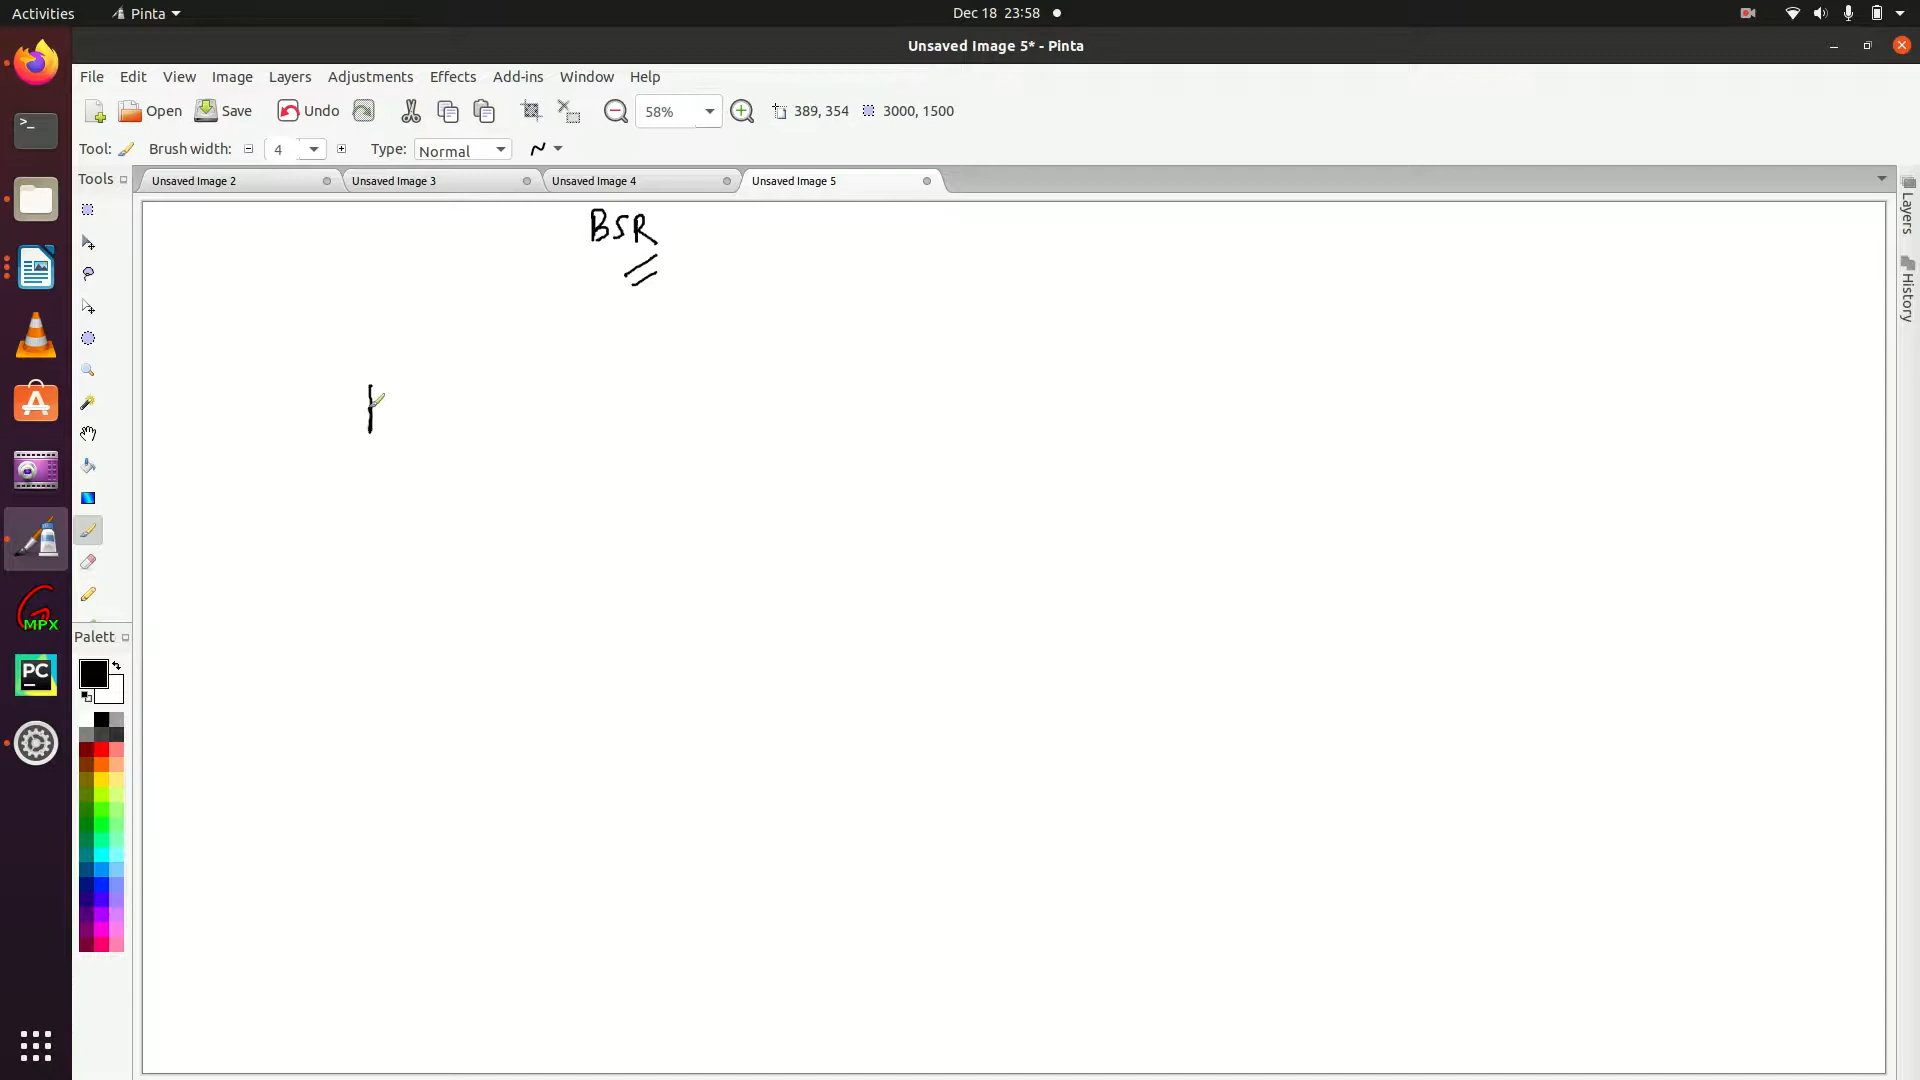 Activities Pinta Dec 18 23:58
Unsaved Image 5* - Pinta
File Edit View Image Layers Adjustments Effects Add-ins Window Help
Open Save Undo 58% 389, 354 3000, 1500
Tool: Brush width: 4 Type: Normal
Tools Unsaved Image 2 Unsaved Image 3 Unsaved Image 4 Unsaved Image 5
Layers
History
BSR
MPX
Palett
PC